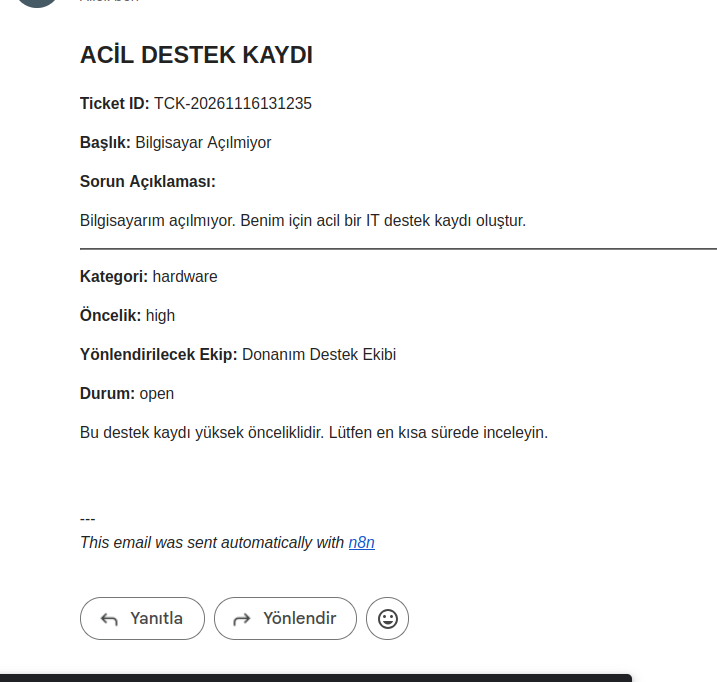 ACİL DESTEK KAYDI
Ticket ID: TCK-20261116131235
Başlık: Bilgisayar Açılmiyor
Sorun Açıklaması:
Bilgisayarım açılmıyor. Benim için acil bir IT destek kaydı oluştur.
Kategori: hardware
Öncelik: high
Yönlendirilecek Ekip: Donanım Destek Ekibi
Durum: open
Bu destek kaydı yüksek önceliklidir. Lütfen en kısa sürede inceleyin.
---
This email was sent automatically with n8n
Yanıtla
Yönlendir